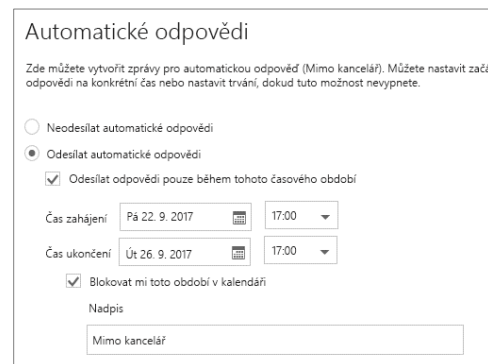 Automatické odpovědi
Zde můžete vytvořit zprávy pro automatickou odpověď (Mimo kancelář). Můžete nastavit začá
odpovědi na konkrétní čas nebo nastavit trvání, dokud tuto možnost nevypnete.
Neodesílat automatické odpovědi
Odesílat automatické odpovědi
Odesílat odpovědi pouze během tohoto časového období
Čas zahájení Pá 22. 9. 2017 17:00
Čas ukončení Út 26. 9. 2017 17:00
Blokovat mi toto období v kalendáři
Nadpis
Mimo kancelář